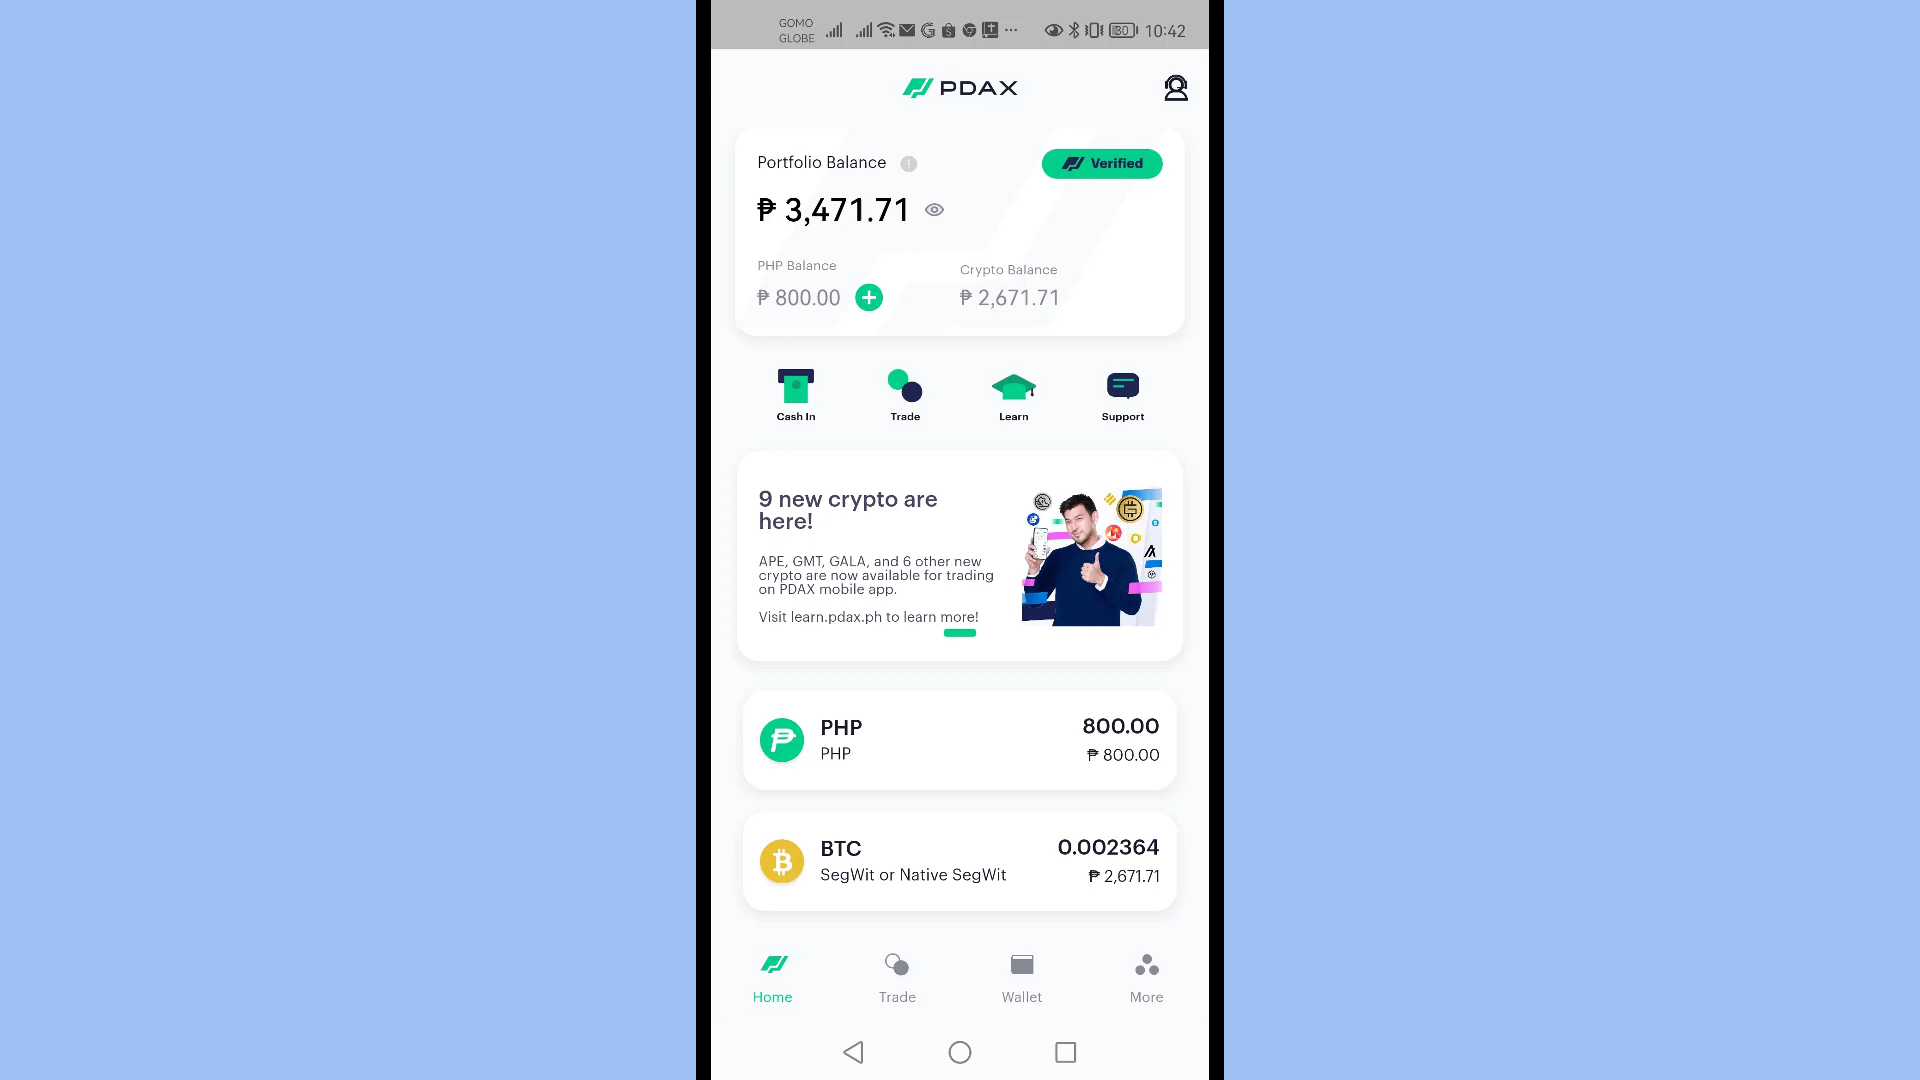 GOMO
GLOBE
80
10:42
PDAX
Portfolio Balance
Verified
₱ 3,471.71
PHP Balance
Crypto Balance
₱ 800.00
₱ 2,671.71
Cash In
Trade
Learn
Support
9 new crypto are
here!
APE, GMT, GALA, and 6 other new
crypto are now available for trading
on PDAX mobile app.
Visit learn.pdax.ph to learn more!
PHP
800.00
PHP
₱ 800.00
BTC
0.002364
SegWit or Native SegWit
₱ 2,671.71
Home
Trade
Wallet
More